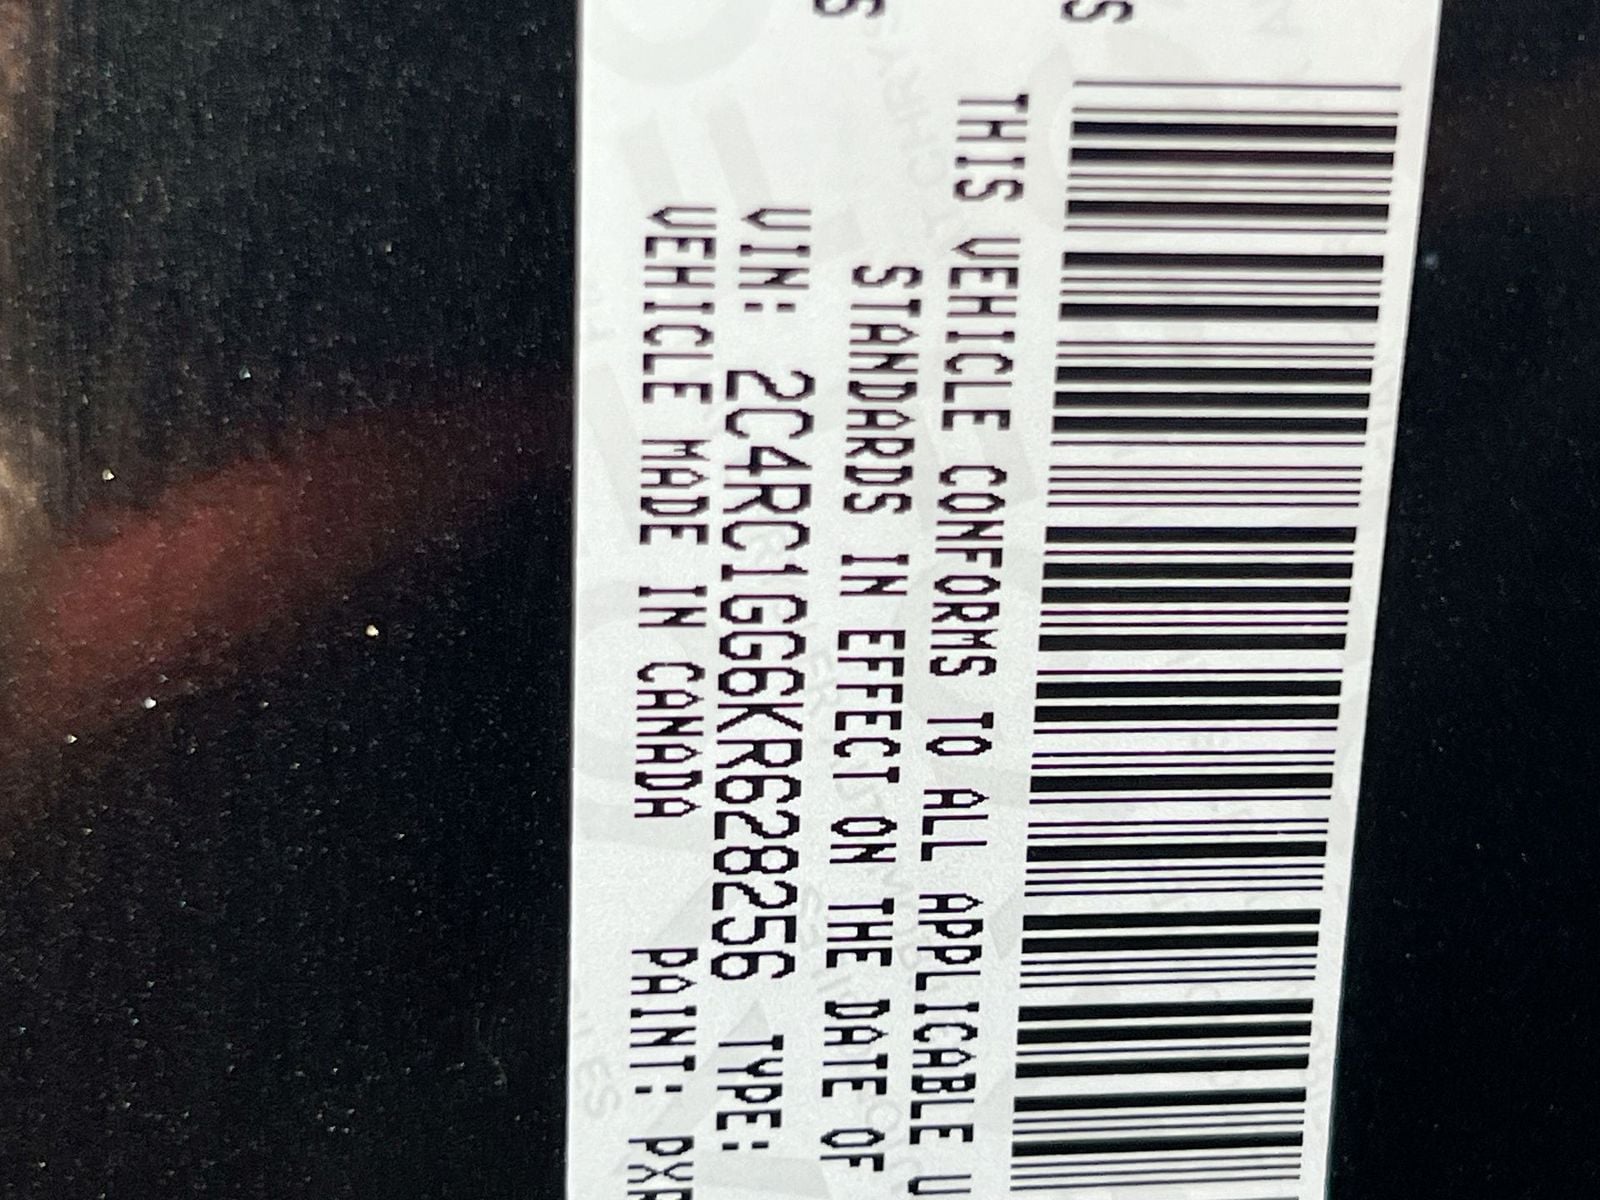 THIS VEHICLE CONFORMS TO ALL APPLICABLE U
STANDARDS IN EFFECT ON THE DATE OF
VIN: 2C4RC1GG6KR628256 TYPE:
VEHICLE MADE IN CANADA PAINT: PXR